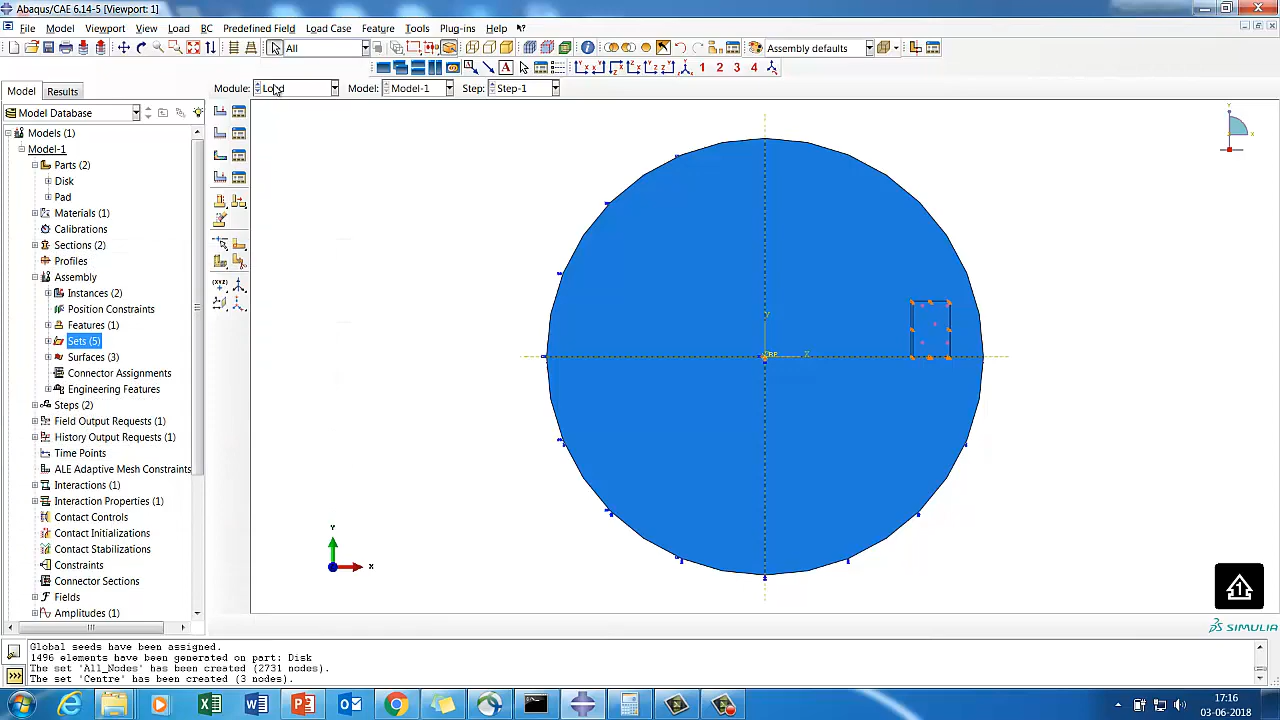 Abaqus/CAE 6.14-5 [Viewport: 1]
File Model Viewport View Load BC Predefined Field Load Case Feature Tools Plug-ins Help
All
Assembly defaults
A 1 2 3 4
Model Results
Module: Load Model: Model-1 Step: Step-1
Model Database
Models (1)
Model-1
Parts (2)
Disk
Pad
Materials (1)
Calibrations
Sections (2)
Profiles
Assembly
Instances (2)
Position Constraints
Features (1)
Sets (5)
Surfaces (3)
Connector Assignments
Engineering Features
Steps (2)
Field Output Requests (1)
History Output Requests (1)
Time Points
ALE Adaptive Mesh Constraints
Interactions (1)
Interaction Properties (1)
Contact Controls
Contact Initializations
Contact Stabilizations
Constraints
Connector Sections
Fields
Amplitudes (1)
Y
X
Y
X
Y
X
SIMULIA
Global seeds have been assigned.
1496 elements have been generated on part: Disk
The set 'All_Nodes' has been created (2731 nodes).
The set 'Centre' has been created (3 nodes).
17:16
03-06-2018